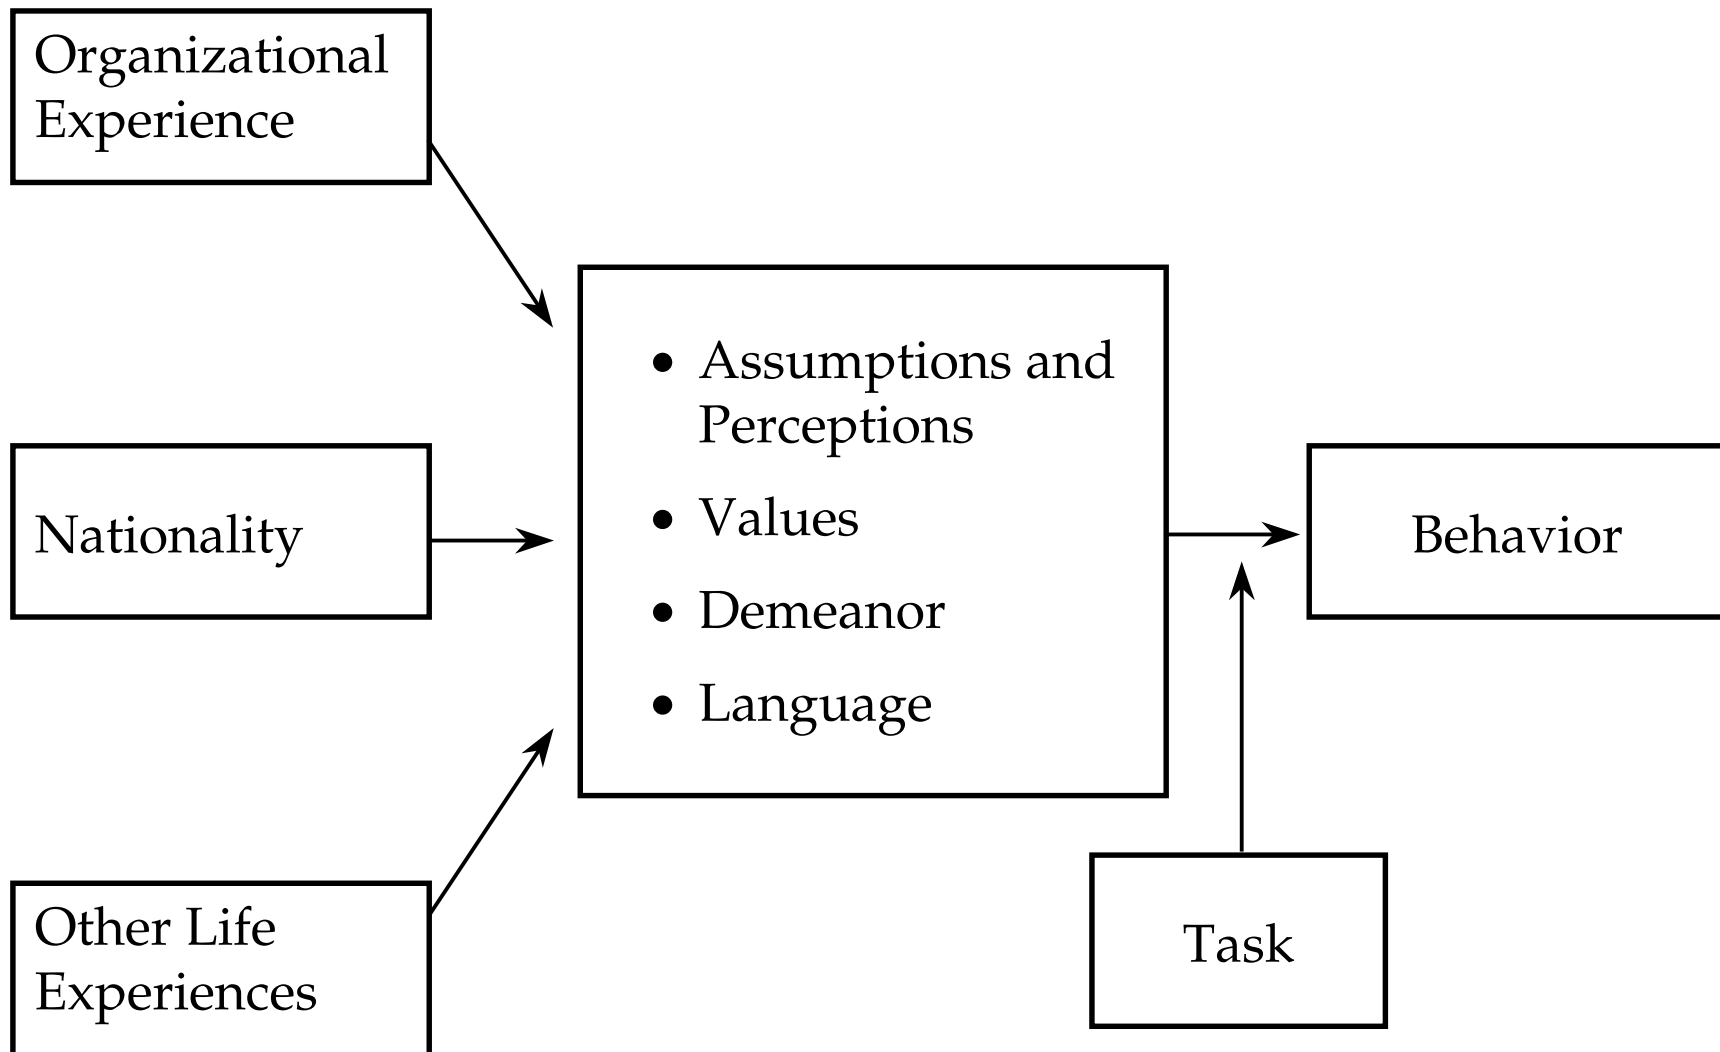 Organizational
Experience
Nationality
Other Life
Experiences
• Assumptions and
Perceptions
• Values
• Demeanor
• Language
Behavior
Task